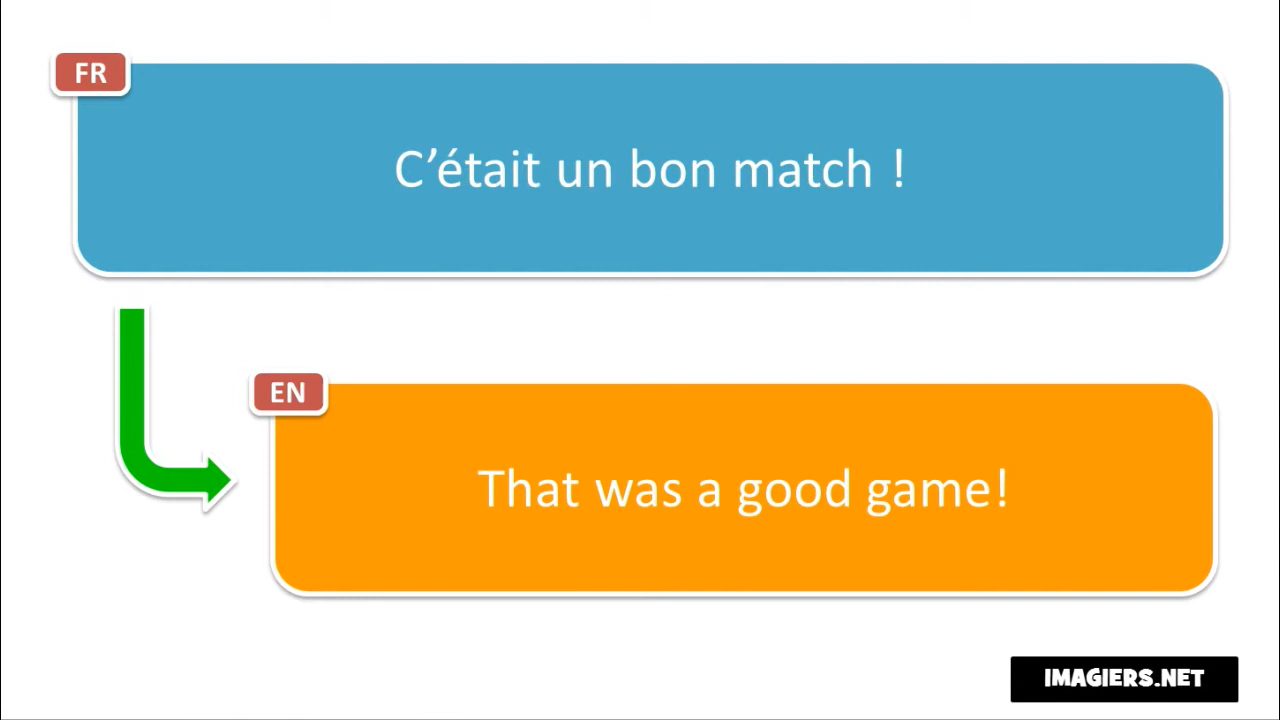 FR
C’était un bon match !
EN
That was a good game!
IMAGIERS.NET